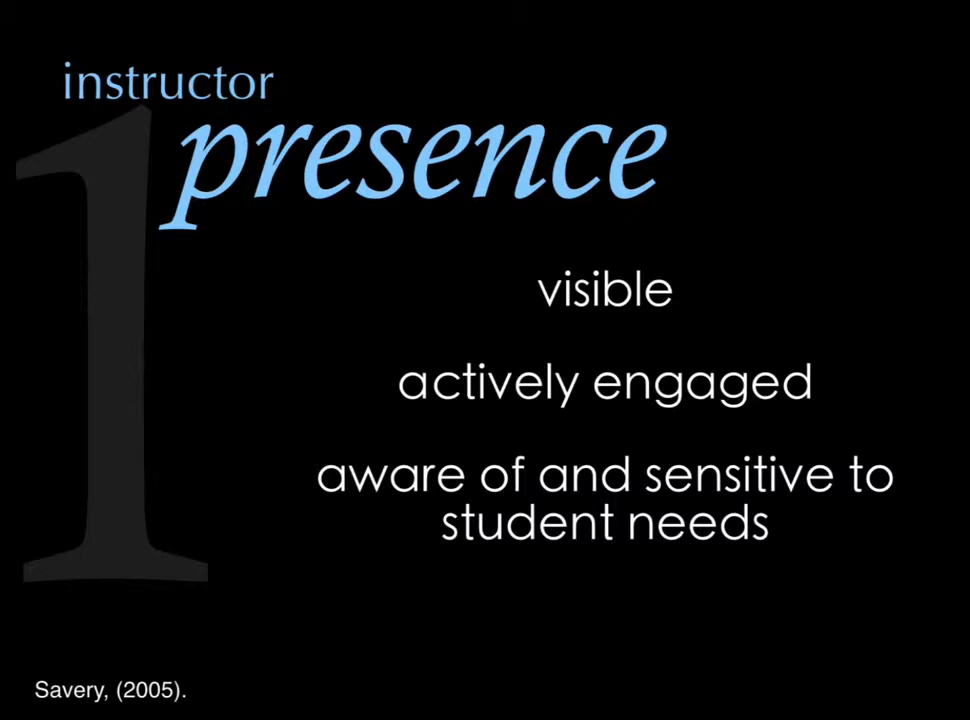 instructor
presence
1
visible
actively engaged
aware of and sensitive to
student needs
Savery, (2005).